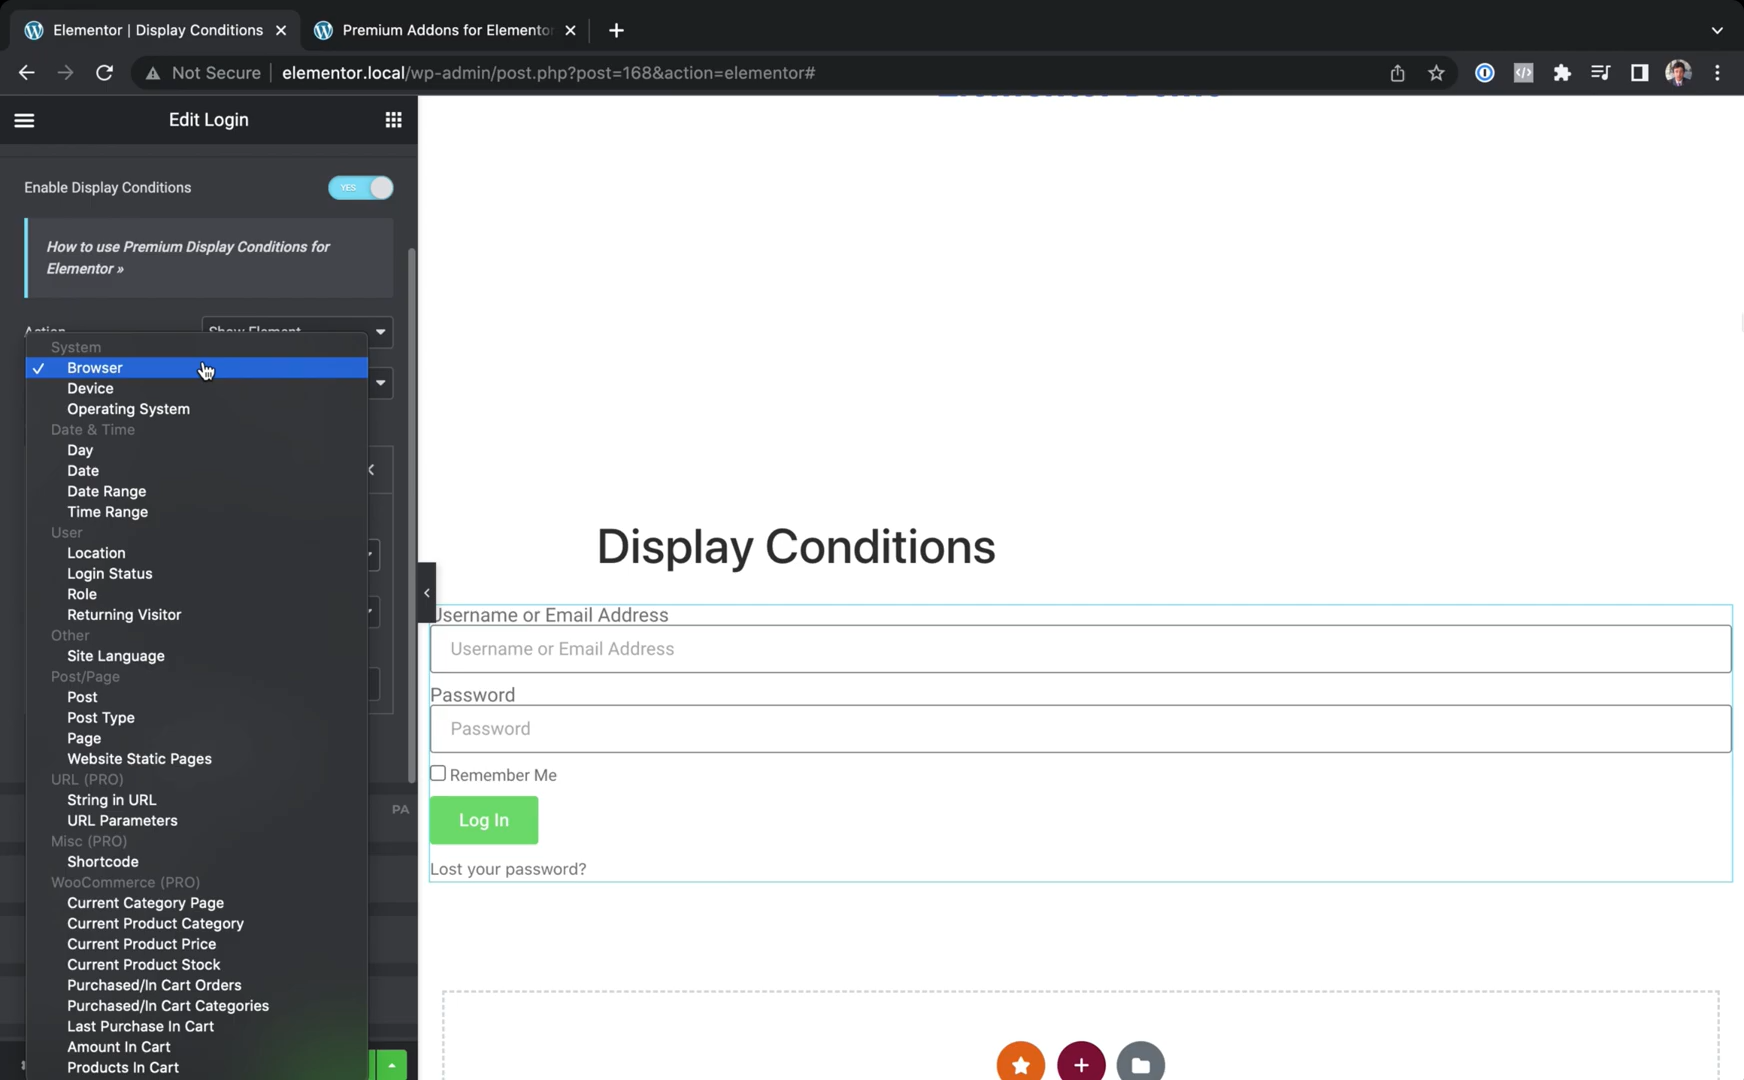 Elementor | Display Conditions
Premium Addons for Elemento
Not Secure
elementor.local/wp-admin/post.php?post=168&action=elementor#
Edit Login
Enable Display Conditions
YES
How to use Premium Display Conditions for
Elementor »
Action
Show Element
System
Browser
Device
Operating System
Date & Time
Day
Date
Date Range
Time Range
User
Location
Login Status
Role
Returning Visitor
Other
Site Language
Post/Page
Post
Post Type
Page
Website Static Pages
URL (PRO)
String in URL
URL Parameters
Misc (PRO)
Shortcode
WooCommerce (PRO)
Current Category Page
Current Product Category
Current Product Price
Current Product Stock
Purchased/In Cart Orders
Purchased/In Cart Categories
Last Purchase In Cart
Amount In Cart
Products In Cart
PA
Display Conditions
Username or Email Address
Username or Email Address
Password
Password
Remember Me
Log In
Lost your password?